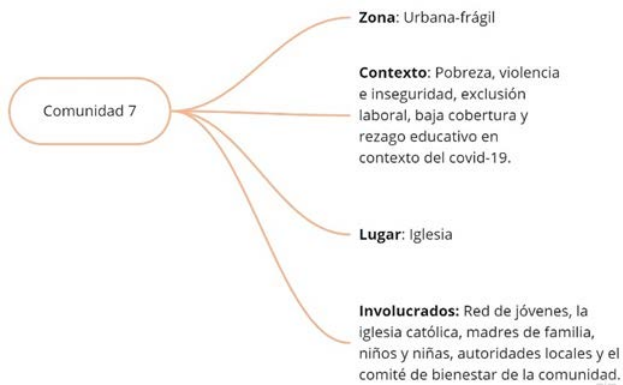 Comunidad 7
Zona: Urbana-frágil
Contexto: Pobreza, violencia
e inseguridad, exclusión
laboral, baja cobertura y
rezago educativo en
contexto del covid-19.
Lugar: Iglesia
Involucrados: Red de jóvenes, la
iglesia católica, madres de familia,
niños y niñas, autoridades locales y el
comité de bienestar de la comunidad.